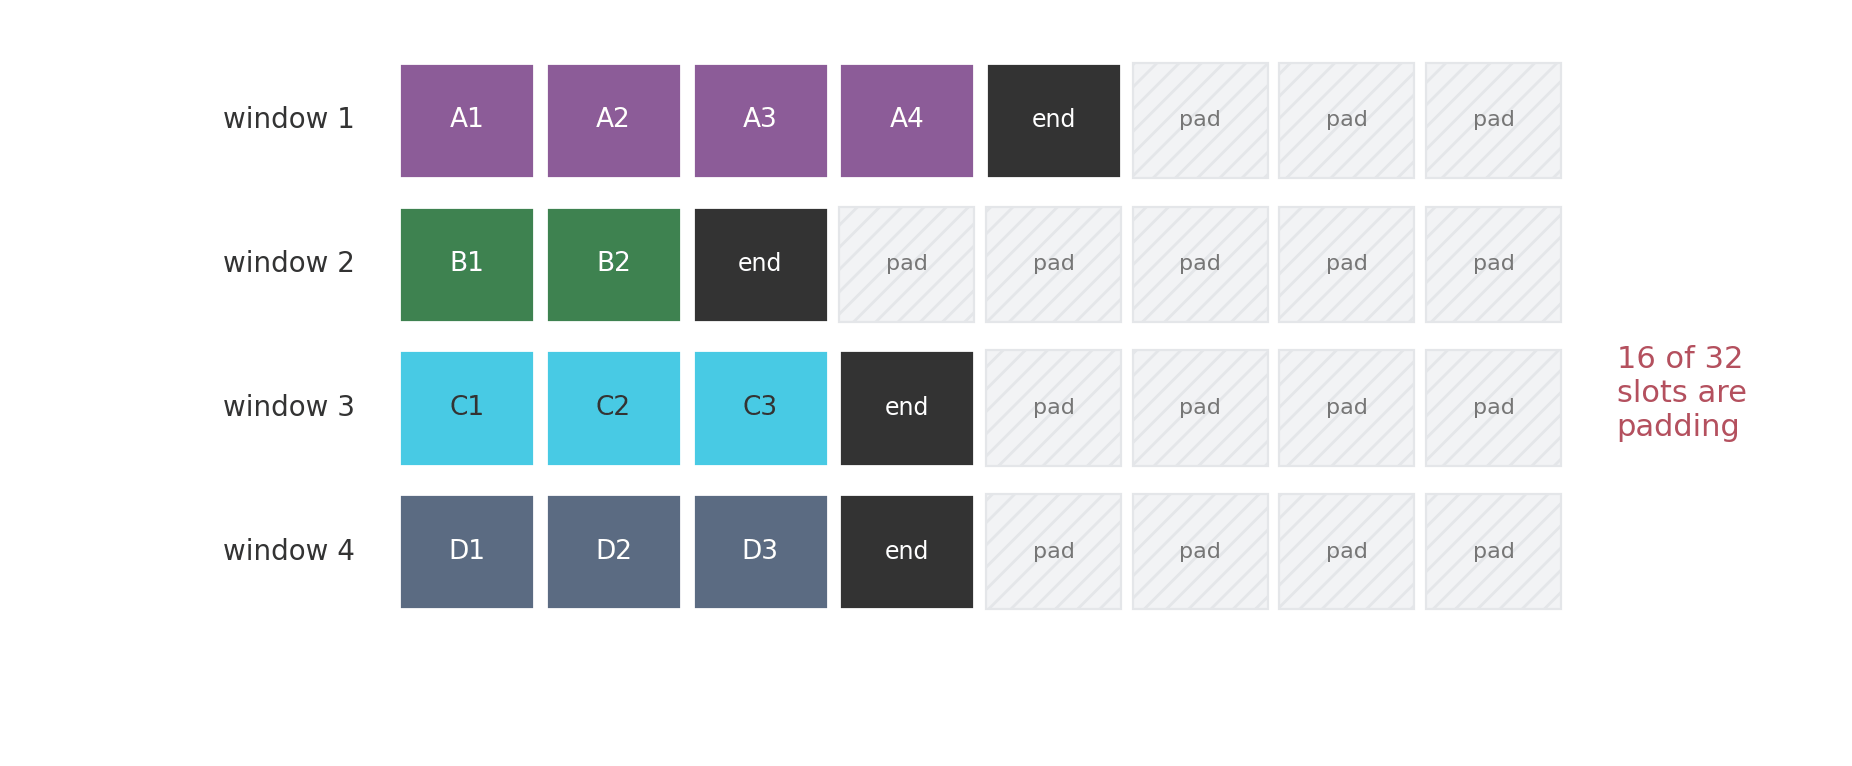 window 1 A1 A2 A3 A4 end pad pad pad
window 2 B1 B2 end pad pad pad pad pad
window 3 C1 C2 C3 end pad pad pad pad
window 4 D1 D2 D3 end pad pad pad pad
16 of 32
slots are
padding